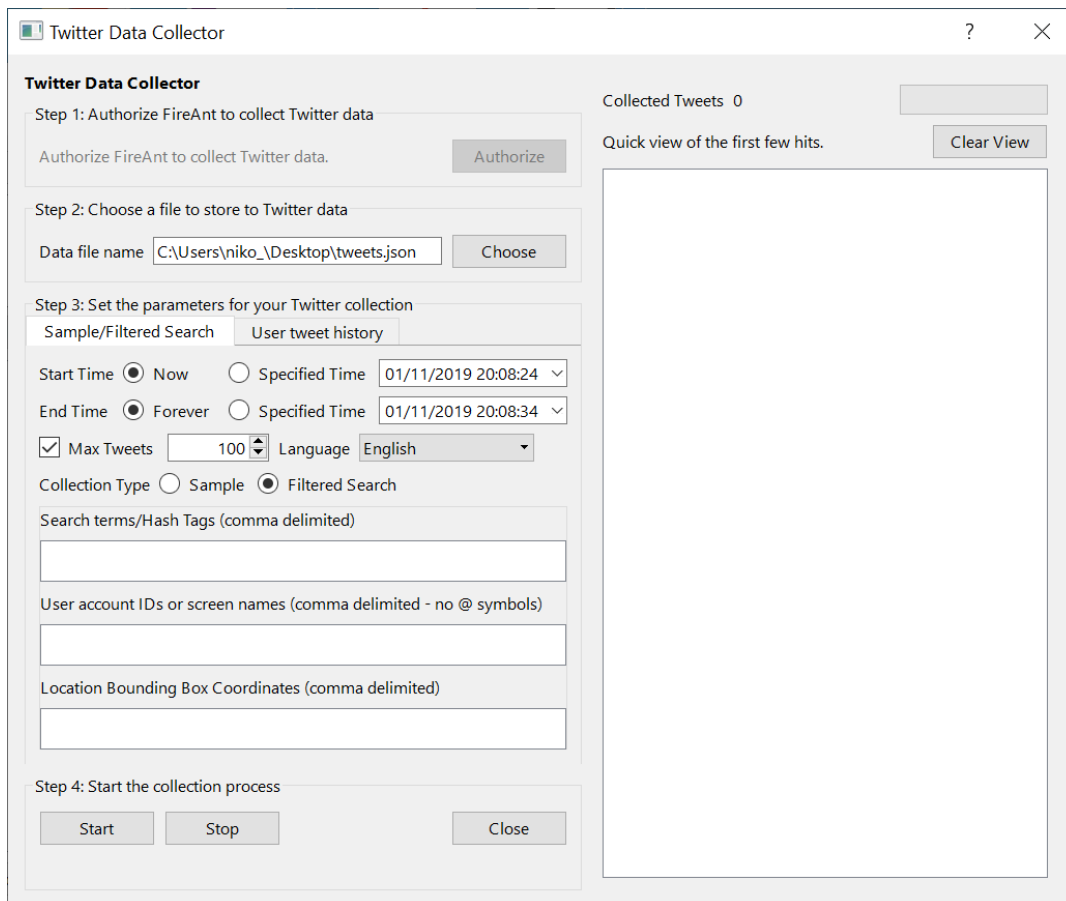 Twitter Data Collector
?
Twitter Data Collector
Step 1: Authorize FireAnt to collect Twitter data
Authorize FireAnt to collect Twitter data.
Authorize
Step 2: Choose a file to store to Twitter data
Data file name
C:\Users\niko_\Desktop\tweets.json
Choose
Step 3: Set the parameters for your Twitter collection
Sample/Filtered Search
User tweet history
Start Time Now Specified Time 01/11/2019 20:08:24
End Time Forever Specified Time 01/11/2019 20:08:34
Max Tweets 100 Language English
Collection Type Sample Filtered Search
Search terms/Hash Tags (comma delimited)
User account IDs or screen names (comma delimited - no @ symbols)
Location Bounding Box Coordinates (comma delimited)
Step 4: Start the collection process
Start
Stop
Close
Collected Tweets 0
Quick view of the first few hits.
Clear View